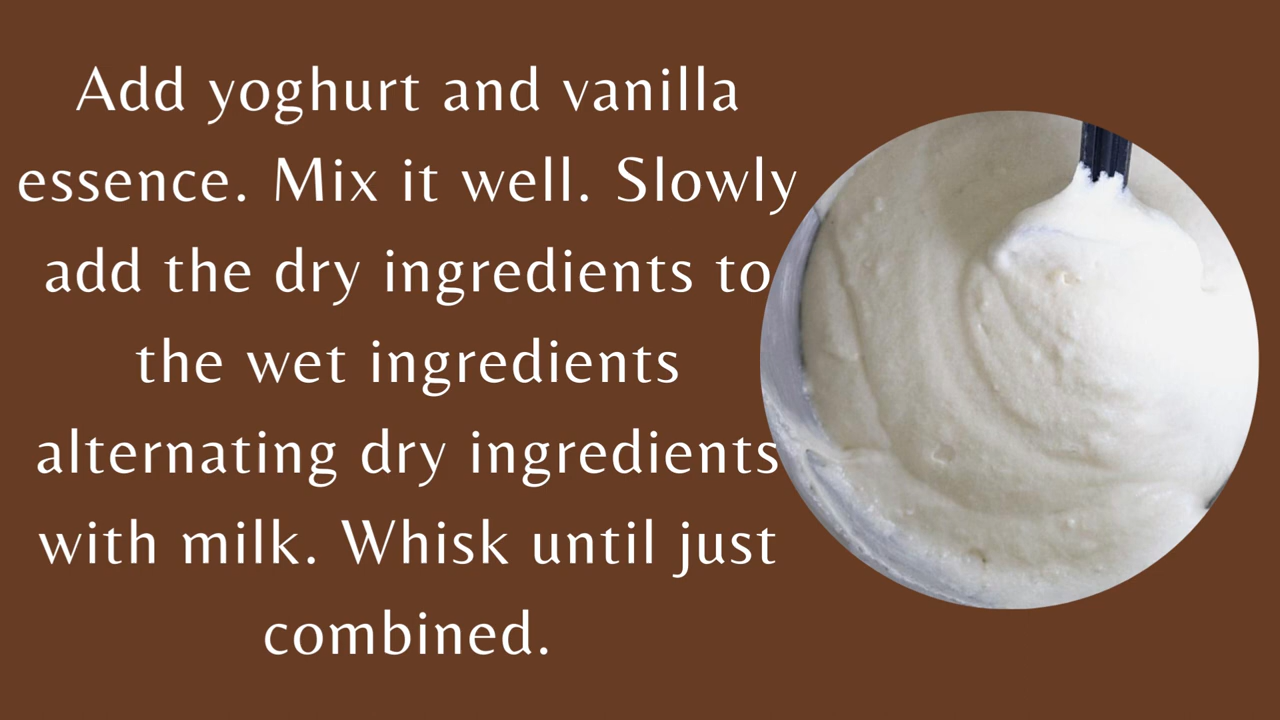 Add yoghurt and vanilla
essence. Mix it well. Slowly
add the dry ingredients to
the wet ingredients
alternating dry ingredients
with milk. Whisk until just
combined.